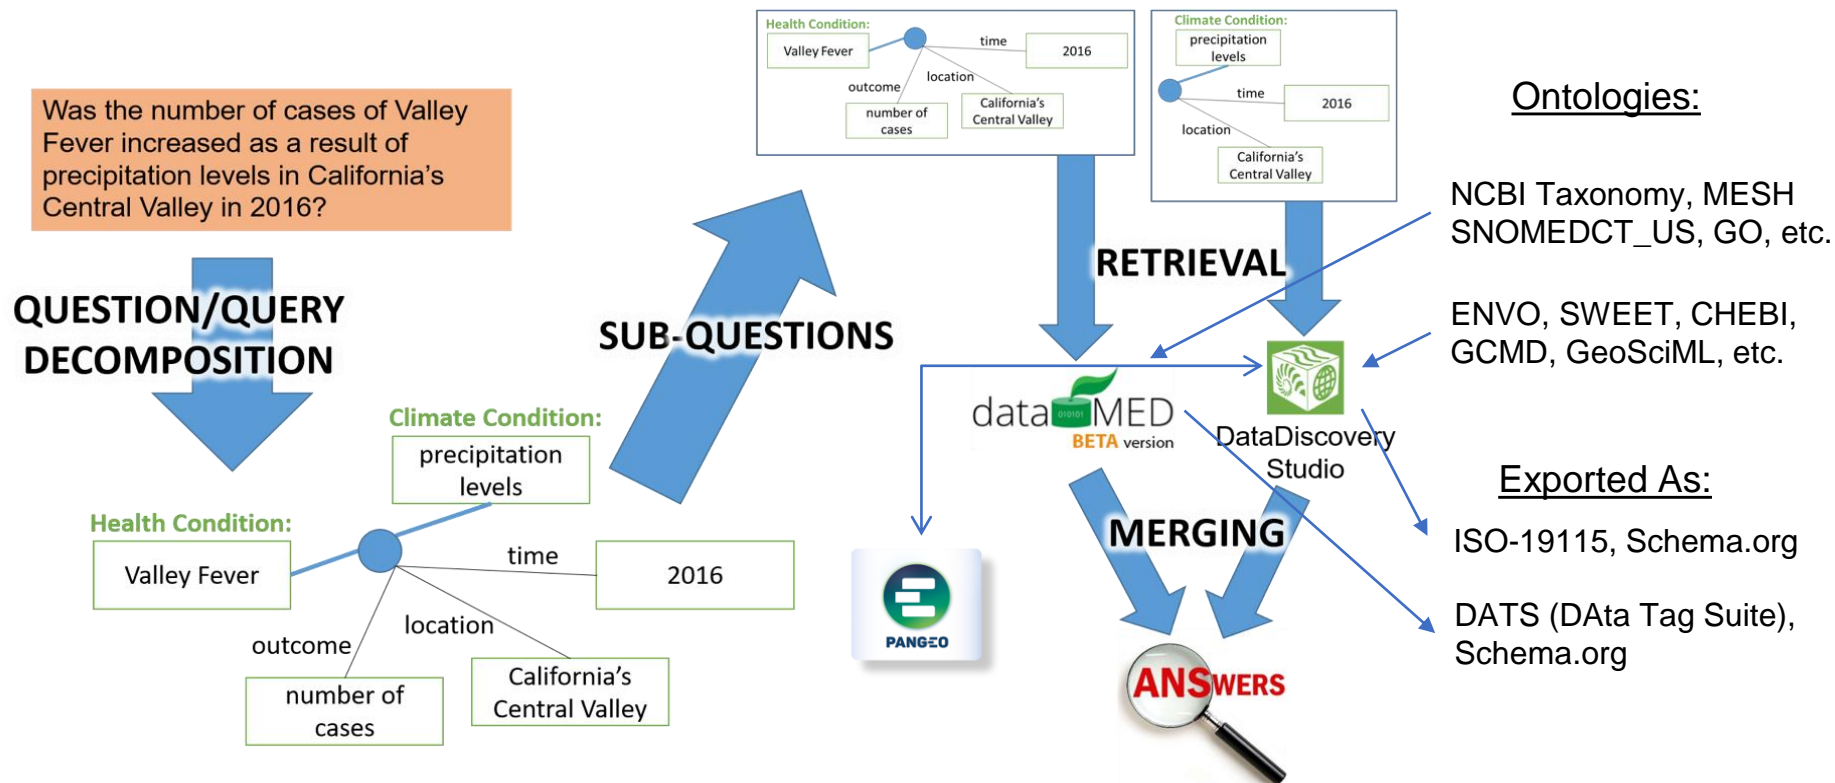 Was the number of cases of Valley
Fever increased as a result of
precipitation levels in California’s
Central Valley in 2016?
QUESTION/QUERY
DECOMPOSITION
Climate Condition:
precipitation
levels
Health Condition:
Valley Fever
time
2016
outcome
location
number of
cases
California’s
Central Valley
SUB-QUESTIONS
Health Condition:
Valley Fever
time
2016
outcome
location
number of
cases
California’s
Central Valley
Climate Condition:
precipitation
levels
time
2016
location
California’s
Central Valley
RETRIEVAL
data MED
010101
BETA version
DataDiscovery
Studio
PANGEO
MERGING
ANSWERS
Ontologies:
NCBI Taxonomy, MESH
SNOMEDCT_US, GO, etc.
ENVO, SWEET, CHEBI,
GCMD, GeoSciML, etc.
Exported As:
ISO-19115, Schema.org
DATS (DAta Tag Suite),
Schema.org